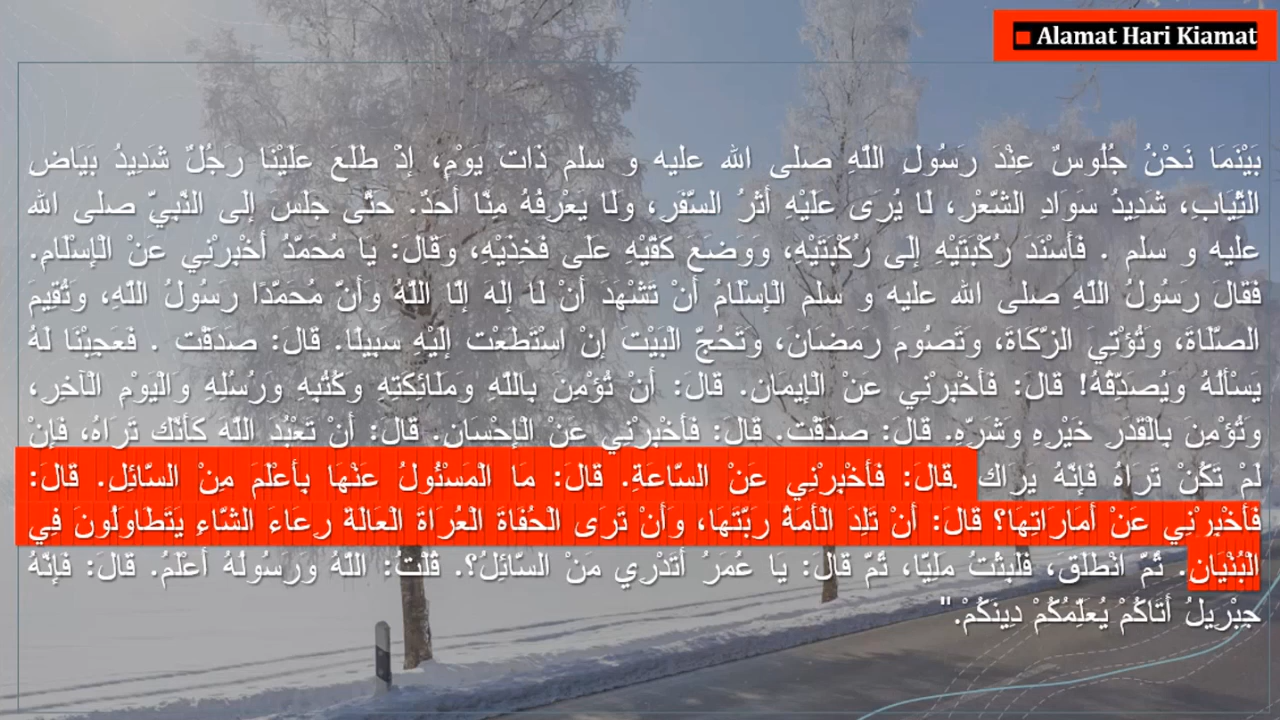 Alamat Hari Kiamat
بَيْنَمَا نَحْنُ جُلُوسٌ عِنْدَ رَسُولِ اللَّهِ صلى الله عليه و سلم ذَات يَوْمٍ، إذْ طَلَعَ عَلَيْنَا رَجُلٌ شَدِيدُ بَيَاضِ
الثِّيَابِ، شَدِيدُ سَوَادِ الشَّعْرِ، لَا يُرَى عَلَيْهِ أَثَرُ السَّفَرِ، وَلَا يَعْرِفُهُ مِنَّا أَحَدٌ. حَتَّى جَلَسَ إلَى النَّبِيِّ صلى الله
عليه و سلم . فَأَسْنَدَ رُكْبَتَيْهِ إلَى رُكْبَتَيْهِ، وَوَضَعَ كَفَّيْهِ عَلَى فَخِذَيْهِ، وَقَالَ: يَا مُحَمَّدُ أَخْبِرْنِي عَنْ الْإِسْلَامِ.
فَقَالَ رَسُولُ اللَّهِ صلى الله عليه و سلم الْإِسْلَامُ أَنْ تَشْهَدَ أَنْ لَا إلَهَ إلَّا اللَّهُ وَأَنَّ مُحَمَّدًا رَسُولُ اللَّهِ، وَتُقِيمَ
الصَّلَاةَ، وَتُؤْتِيَ الزَّكَاةَ، وَتَصُومَ رَمَضَانَ، وَتَحُجَّ الْبَيْتَ إنْ اسْتَطَعْت إلَيْهِ سَبِيلًا. قَالَ: صَدَقْت . فَعَجِبْنَا لَهُ
يَسْأَلُهُ وَيُصَدِّقُهُ! قَالَ: فَأَخْبِرْنِي عَنْ الْإِيمَانِ. قَالَ: أَنْ تُؤْمِنَ بِاللَّهِ وَمَلَائِكَتِهِ وَكُتُبِهِ وَرُسُلِهِ وَالْيَوْمِ الْآخِرِ،
وَتُؤْمِنَ بِالْقَدَرِ خَيْرِهِ وَشَرِّهِ. قَالَ: صَدَقْت. قَالَ: فَأَخْبِرْنِي عَنْ الْإِحْسَانِ. قَالَ: أَنْ تَعْبُدَ اللَّهَ كَأَنَّك تَرَاهُ، فَإِنْ
لَمْ تَكُنْ تَرَاهُ فَإِنَّهُ يَرَاك .قَالَ: فَأَخْبِرْنِي عَنْ السَّاعَةِ. قَالَ: مَا الْمَسْئُولُ عَنْهَا بِأَعْلَمَ مِنْ السَّائِلِ. قَالَ:
فَأَخْبِرْنِي عَنْ أَمَارَاتِهَا؟ قَالَ: أَنْ تَلِدَ الْأَمَةُ رَبَّتَهَا، وَأَنْ تَرَى الْحُفَاةَ الْعُرَاةَ الْعَالَةَ رِعَاءَ الشَّاءِ يَتَطَاوَلُونَ فِي
الْبُنْيَانِ. ثُمَّ انْطَلَقَ، فَلَبِثْتُ مَلِيًّا، ثُمَّ قَالَ: يَا عُمَرُ أَتَدْرِي مَنْ السَّائِلُ؟. قُلْتُ: اللَّهُ وَرَسُولُهُ أَعْلَمُ. قَالَ: فَإِنَّهُ
جِبْرِيلُ أَتَاكُمْ يُعَلِّمُكُمْ دِينَكُمْ."